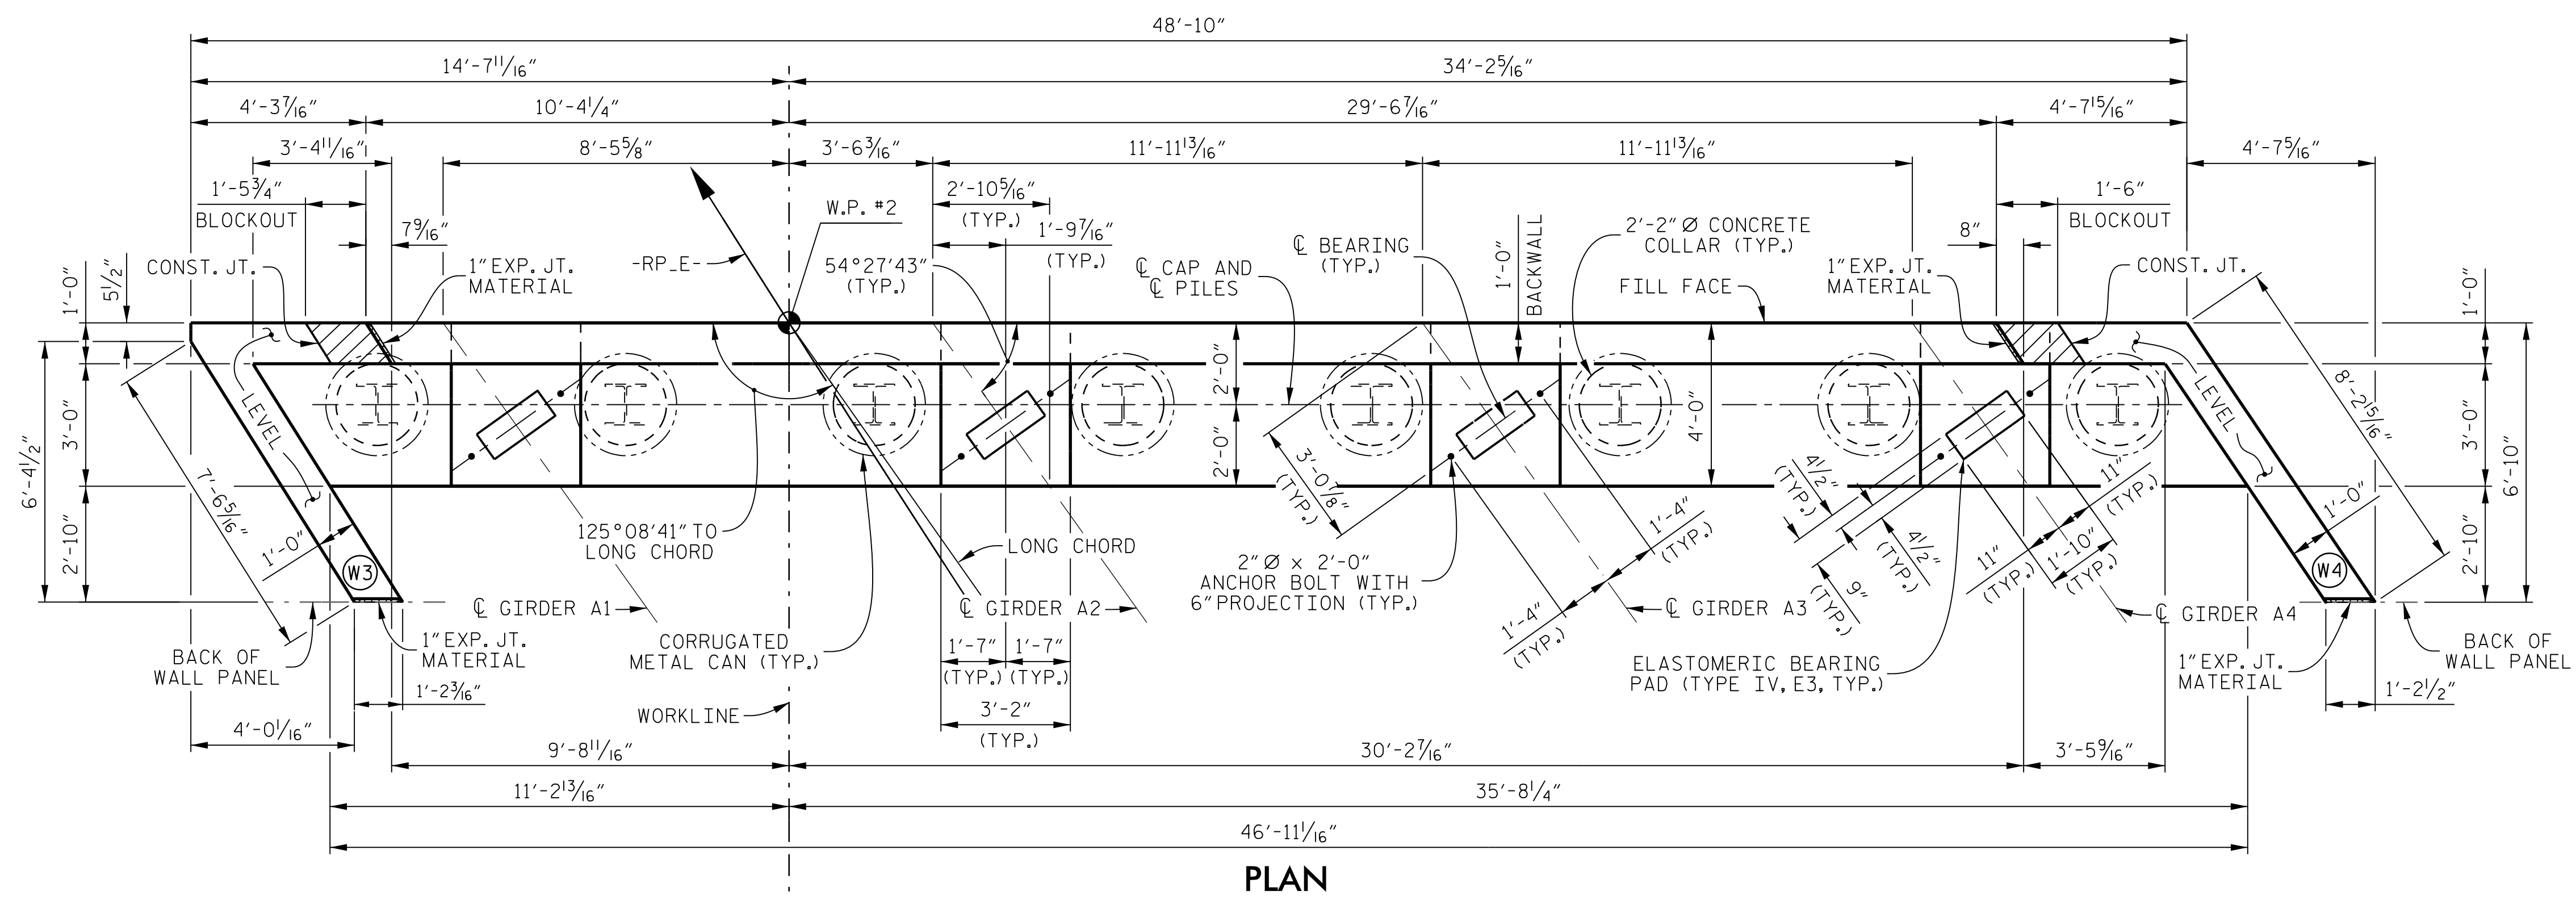 48'-10"
14'-7 11/16"
34'-2 5/16"
4'-3 7/16"
10'-4 1/4"
29'-6 7/16"
4'-7 15/16"
3'-4 11/16"
8'-5 5/8"
3'-6 3/16"
11'-11 13/16"
11'-11 13/16"
4'-7 5/16"
1'-5 3/4"
BLOCKOUT
7 9/16"
W.P. #2
2'-10 5/16"
(TYP.)
1'-9 7/16"
(TYP.)
1'-0"
BACKWALL
2'-2" Ø CONCRETE
COLLAR (TYP.)
8"
1'-6"
BLOCKOUT
1'-0"
5 1/2"
CONST. JT.
1" EXP. JT.
MATERIAL
-RP_E-
54°27'43"
(TYP.)
℄ CAP AND
℄ PILES
℄ BEARING
(TYP.)
FILL FACE
1" EXP. JT.
MATERIAL
CONST. JT.
1'-0"
6'-4 1/2"
3'-0"
2'-10"
LEVEL
7'-6 5/16"
1'-0"
W3
2'-0"
2'-0"
4'-0"
3'-0 7/8"
(TYP.)
LEVEL
8'-2 15/16"
3'-0"
6'-10"
2'-10"
125°08'41" TO
LONG CHORD
LONG CHORD
2" Ø x 2'-0"
ANCHOR BOLT WITH
6" PROJECTION (TYP.)
1'-4"
(TYP.)
1'-4"
(TYP.)
4 1/2"
(TYP.)
4 1/2"
(TYP.)
9"
(TYP.)
11"
(TYP.)
11"
(TYP.)
1'-10"
(TYP.)
1'-0"
W4
℄ GIRDER A1
℄ GIRDER A2
℄ GIRDER A3
℄ GIRDER A4
BACK OF
WALL PANEL
1" EXP. JT.
MATERIAL
CORRUGATED
METAL CAN (TYP.)
1'-7"
(TYP.)
1'-7"
(TYP.)
ELASTOMERIC BEARING
PAD (TYPE IV, E3, TYP.)
1" EXP. JT.
MATERIAL
BACK OF
WALL PANEL
1'-2 3/16"
1'-2 1/2"
4'-0 1/16"
WORKLINE
3'-2"
(TYP.)
9'-8 11/16"
30'-2 7/16"
3'-5 9/16"
11'-2 13/16"
35'-8 1/4"
46'-11 1/16"
PLAN